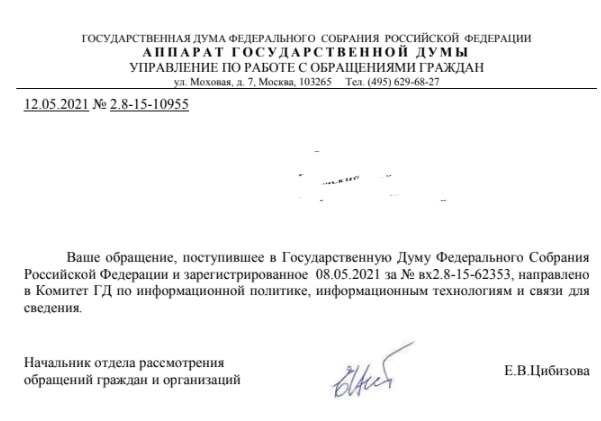 ГОСУДАРСТВЕННАЯ ДУМА ФЕДЕРАЛЬНОГО СОБРАНИЯ РОССИЙСКОЙ ФЕДЕРАЦИИ
АППАРАТ ГОСУДАРСТВЕННОЙ ДУМЫ
УПРАВЛЕНИЕ ПО РАБОТЕ С ОБРАЩЕНИЯМИ ГРАЖДАН
ул. Моховая, д. 7, Москва, 103265 Тел. (495) 629-68-27
12.05.2021 № 2.8-15-10955
Ваше обращение, поступившее в Государственную Думу Федерального Собрания
Российской Федерации и зарегистрированное 08.05.2021 за № вх2.8-15-62353, направлено
в Комитет ГД по информационной политике, информационным технологиям и связи для
сведения.
Начальник отдела рассмотрения
обращений граждан и организаций
Е.В.Цибизова